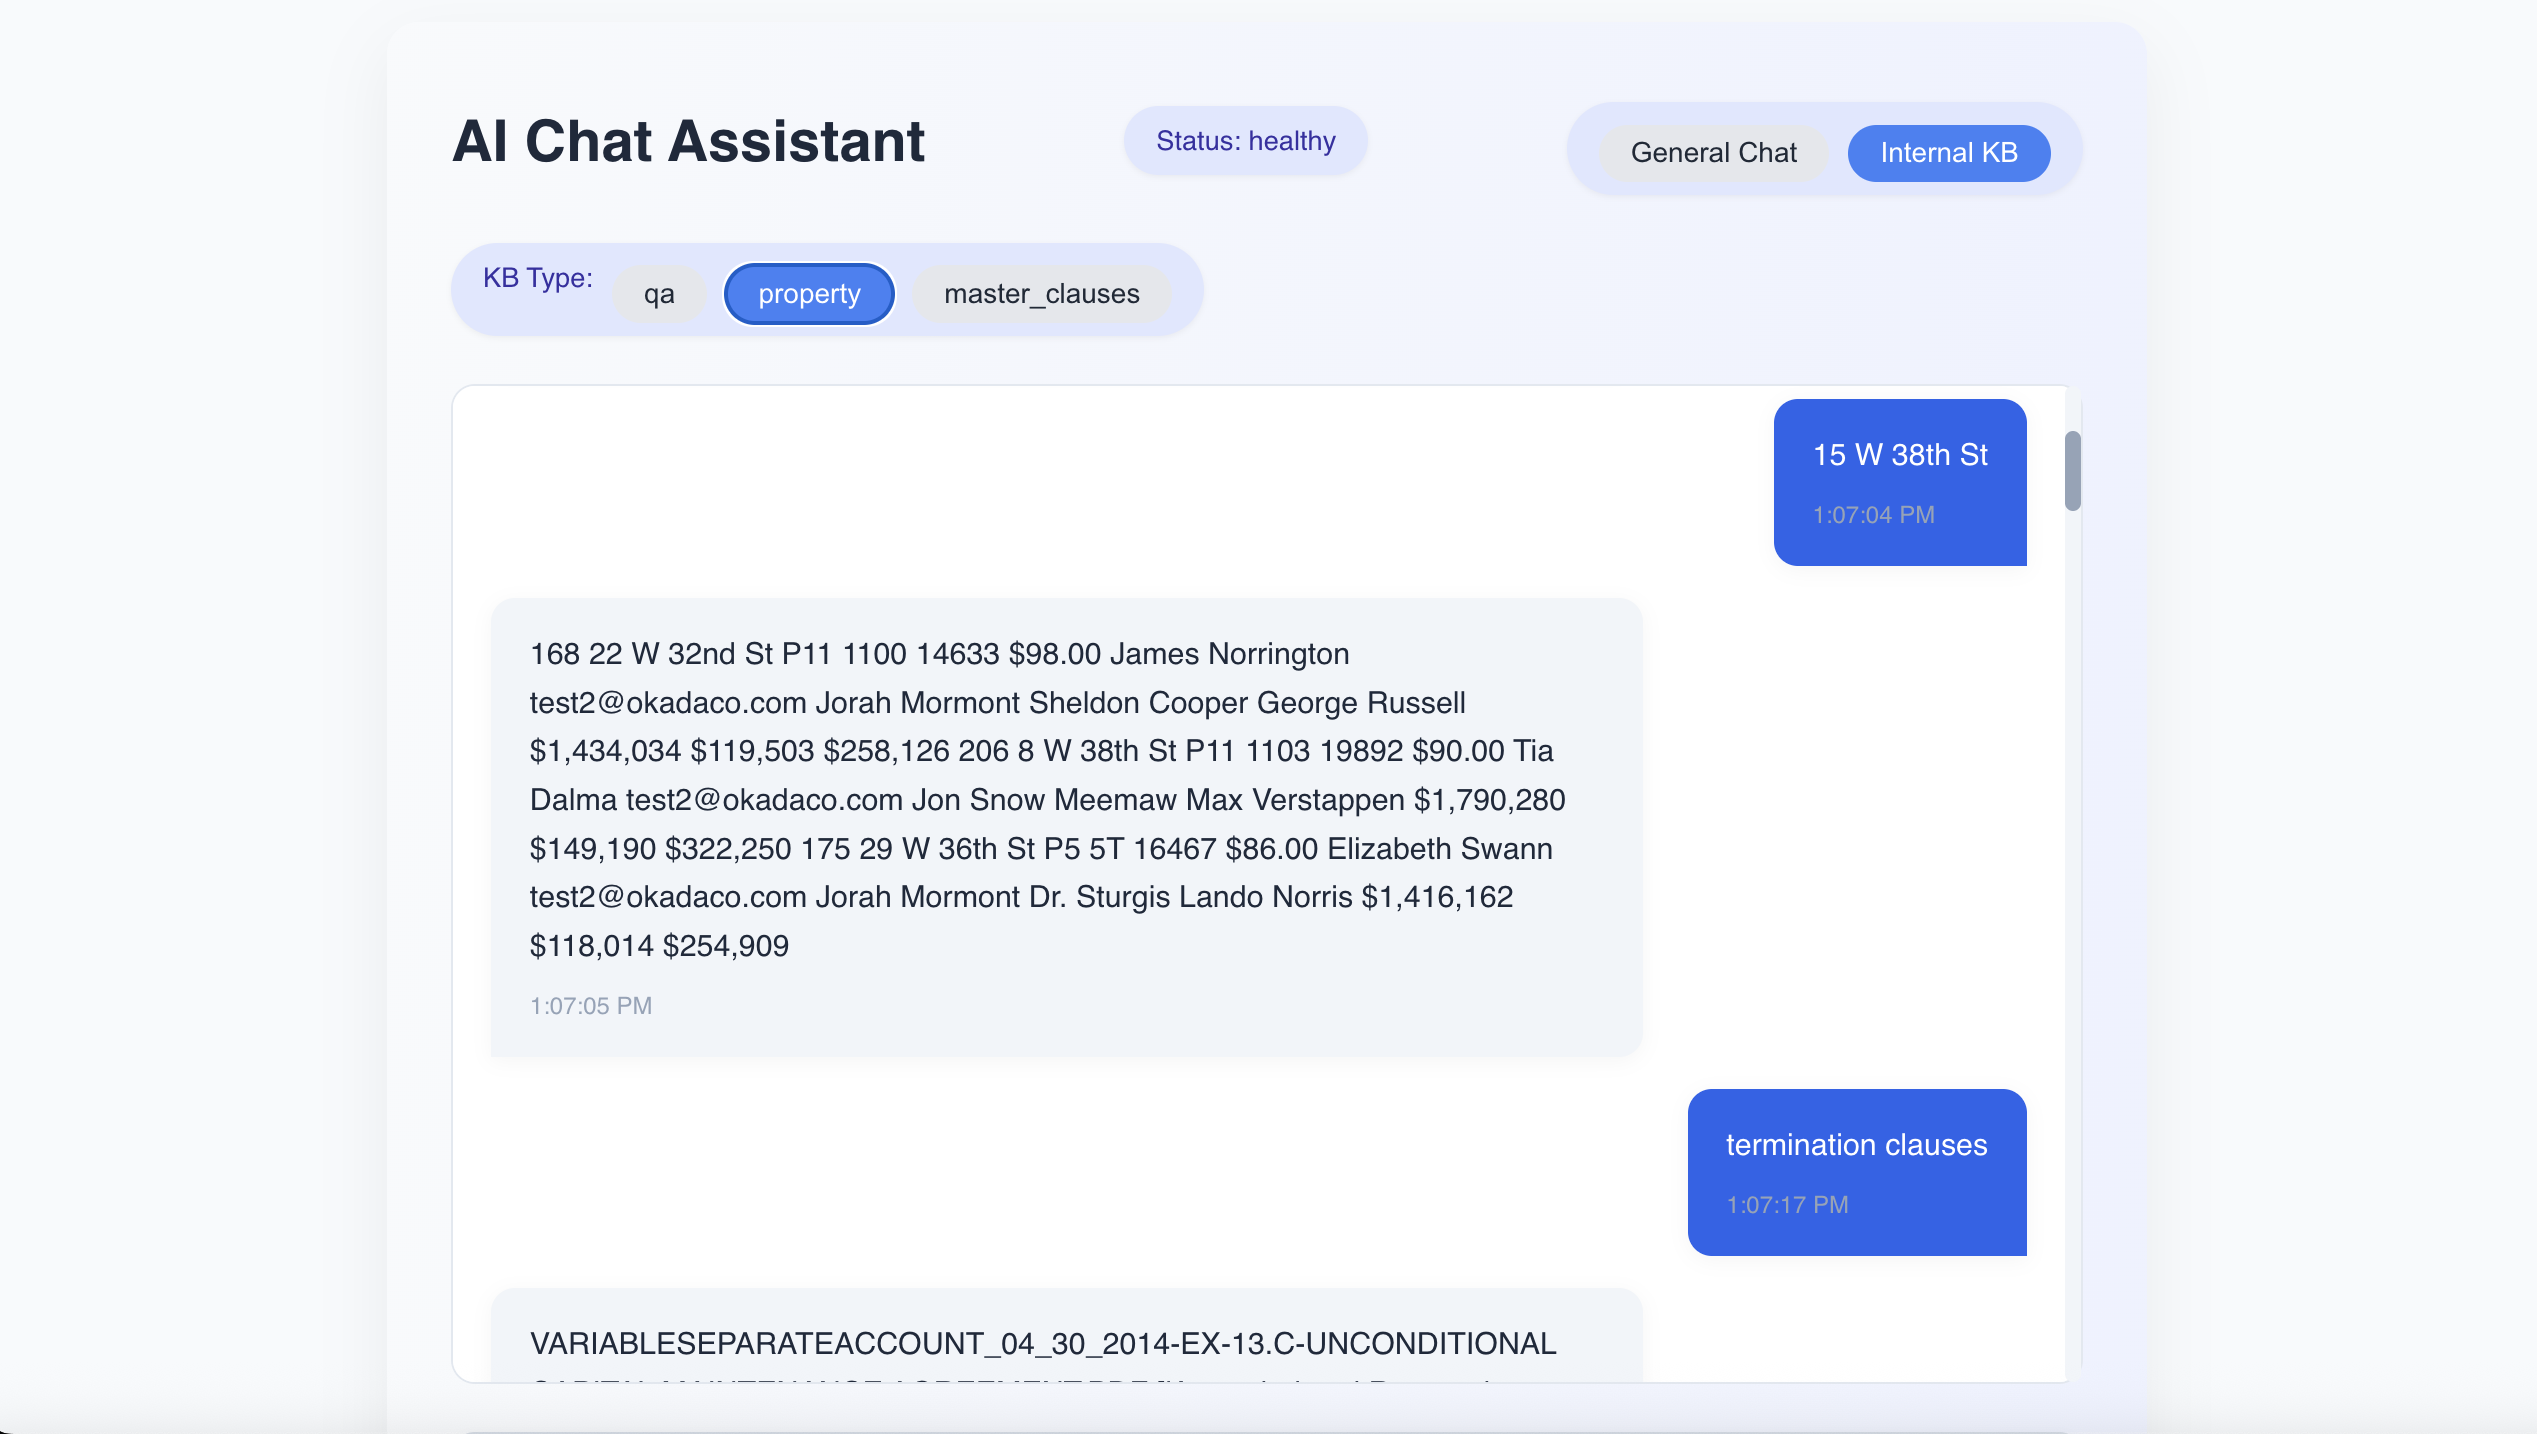 AI Chat Assistant
Status: healthy
General Chat
Internal KB
KB Type:
qa
property
master_clauses
15 W 38th St
1:07:04 PM
168 22 W 32nd St P11 1100 14633 $98.00 James Norrington
test2@okadaco.com Jorah Mormont Sheldon Cooper George Russell
$1,434,034 $119,503 $258,126 206 8 W 38th St P11 1103 19892 $90.00 Tia
Dalma test2@okadaco.com Jon Snow Meemaw Max Verstappen $1,790,280
$149,190 $322,250 175 29 W 36th St P5 5T 16467 $86.00 Elizabeth Swann
test2@okadaco.com Jorah Mormont Dr. Sturgis Lando Norris $1,416,162
$118,014 $254,909
1:07:05 PM
termination clauses
1:07:17 PM
VARIABLESEPARATEACCOUNT_04_30_2014-EX-13.C-UNCONDITIONAL